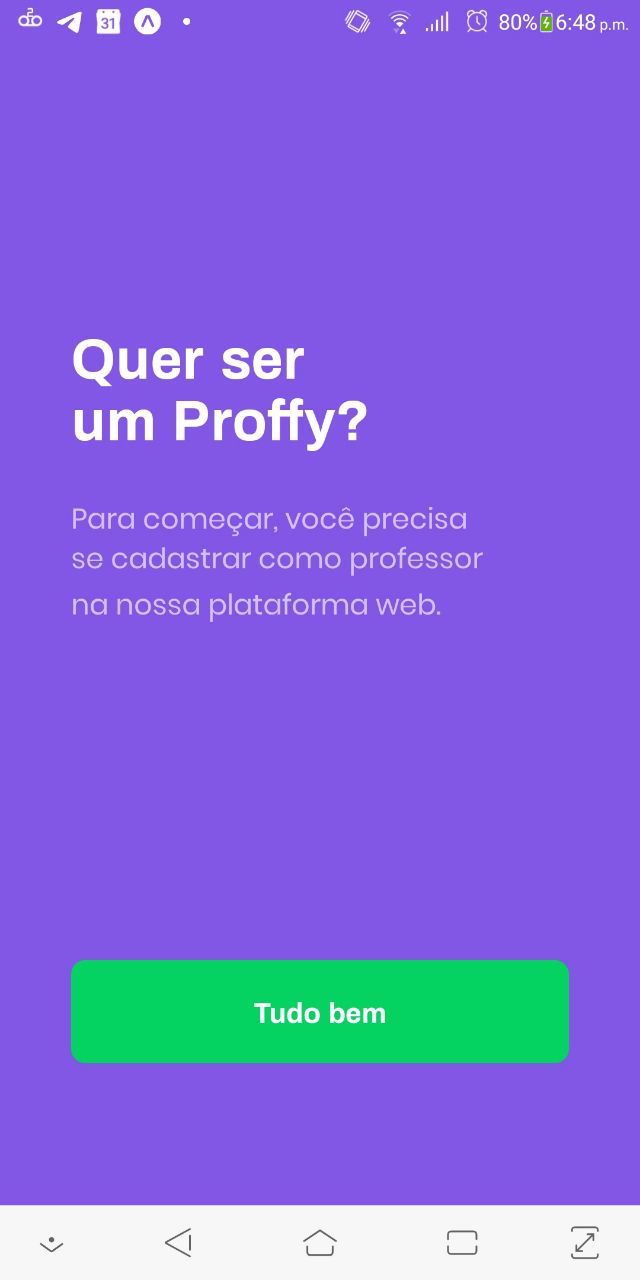 31
80% 6:48 p.m.
Quer ser
um Proffy?
Para começar, você precisa
se cadastrar como professor
na nossa plataforma web.
Tudo bem